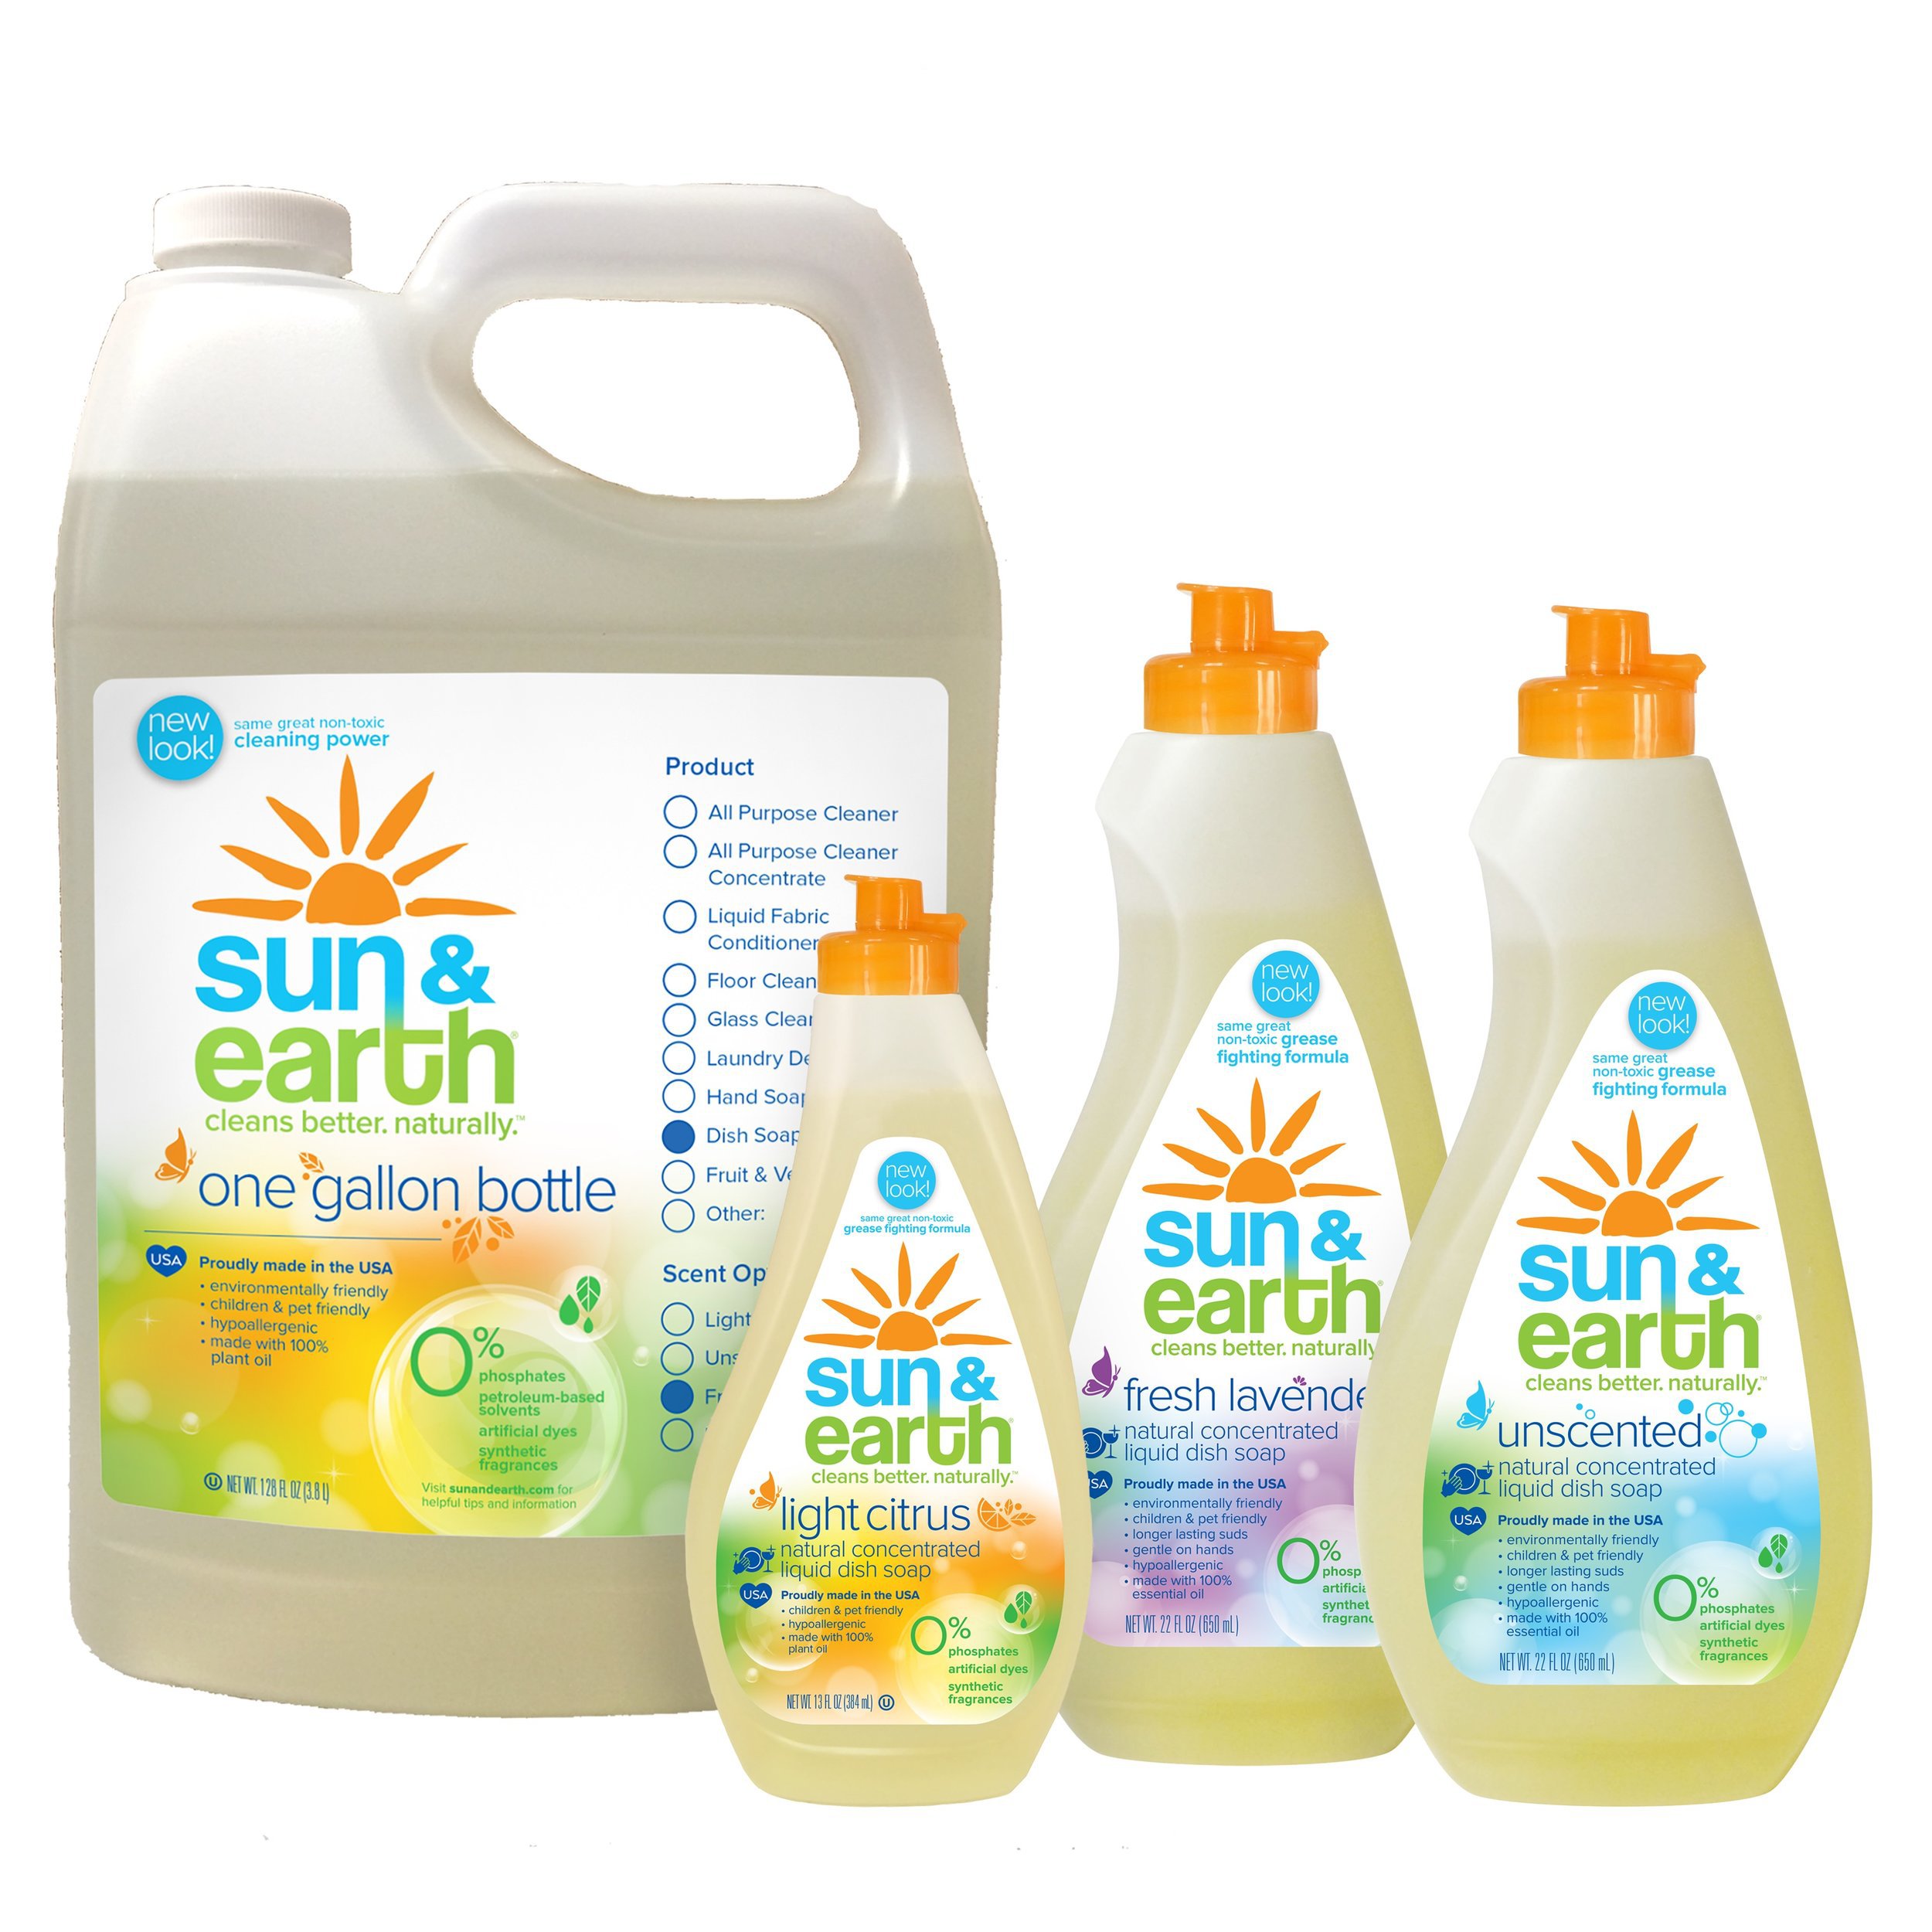 new
look!
same great non-toxic
cleaning power
sun &
earth®
cleans better. naturally.™
one gallon bottle
USA
Proudly made in the USA
• environmentally friendly
• children & pet friendly
• hypoallergenic
• made with 100%
plant oil
0%
phosphates
petroleum-based
solvents
artificial dyes
synthetic
fragrances
Visit sunandearth.com for
helpful tips and information
U NET WT. 128 FL OZ (3.8 L)
Product
All Purpose Cleaner
All Purpose Cleaner
Concentrate
Liquid Fabric
Conditioner
Floor Clean
Glass Clea
Laundry De
Hand Soap
Dish Soap
Fruit & Ve
Other:
Scent Op
Light
Uns
Fr
new
look!
same great non-toxic
grease fighting formula
sun &
earth®
cleans better. naturally.™
light citrus
natural concentrated
liquid dish soap
USA
Proudly made in the USA
• children & pet friendly
• hypoallergenic
• made with 100%
plant oil
0%
phosphates
artificial dyes
synthetic
fragrances
NET WT. 13 FL OZ (384 mL) U
new
look!
same great
non-toxic grease
fighting formula
sun &
earth®
cleans better. naturally
fresh lavende
natural concentrated
liquid dish soap
SA
Proudly made in the USA
• environmentally friendly
• children & pet friendly
• longer lasting suds
• gentle on hands
• hypoallergenic
• made with 100%
essential oil
0%
phosp
artificia
synthet
fragranc
NET WT. 22 FL OZ (650 mL)
new
look!
same great
non-toxic grease
fighting formula
sun &
earth®
cleans better. naturally.™
unscented
natural concentrated
liquid dish soap
USA
Proudly made in the USA
• environmentally friendly
• children & pet friendly
• longer lasting suds
• gentle on hands
• hypoallergenic
• made with 100%
essential oil
0%
phosphates
artificial dyes
synthetic
fragrances
NET WT. 22 FL OZ (650 mL)